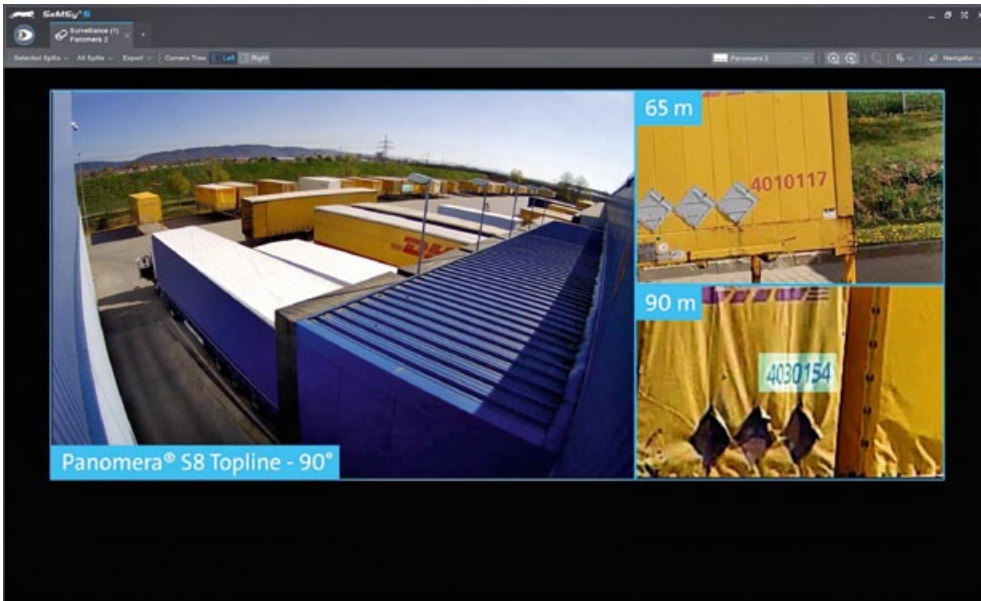 SeMSy® 5
Surveillance (1)
Panomera 2
Selected Splits
All Splits
Export
Camera Tree
Left
Right
Panomera 2
Navigator
65 m
4010117
DHL
90 m
4030154
Panomera® S8 Topline - 90°